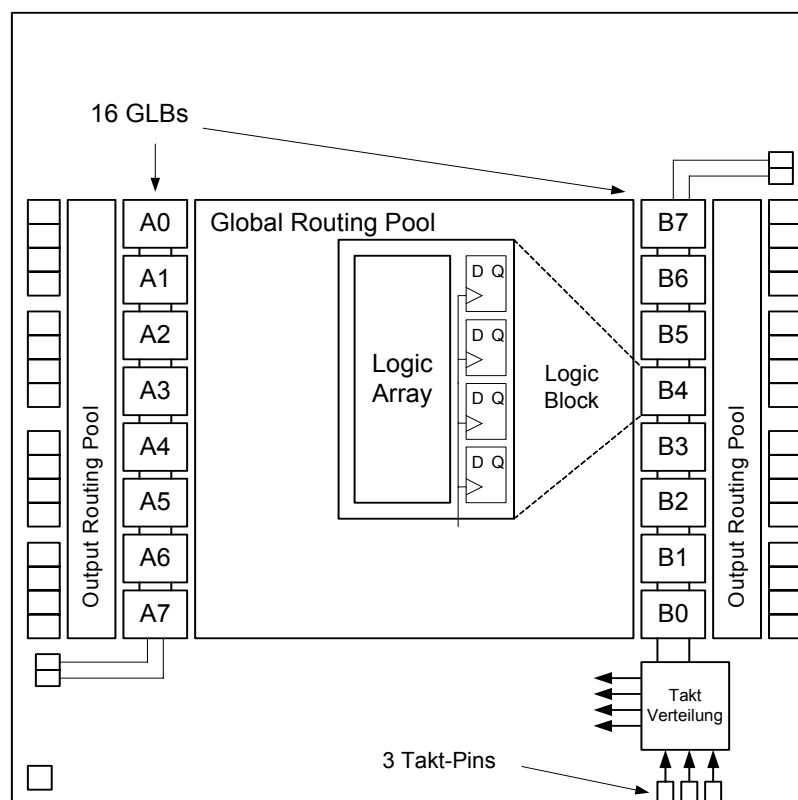 16 GLBs
A0
Global Routing Pool
B7
A1
D Q
B6
A2
D Q
B5
A3
Logic
Array
D Q
Logic
Block
B4
A4
D Q
B3
A5
B2
A6
B1
A7
B0
Output Routing Pool
Output Routing Pool
Takt
Verteilung
3 Takt-Pins